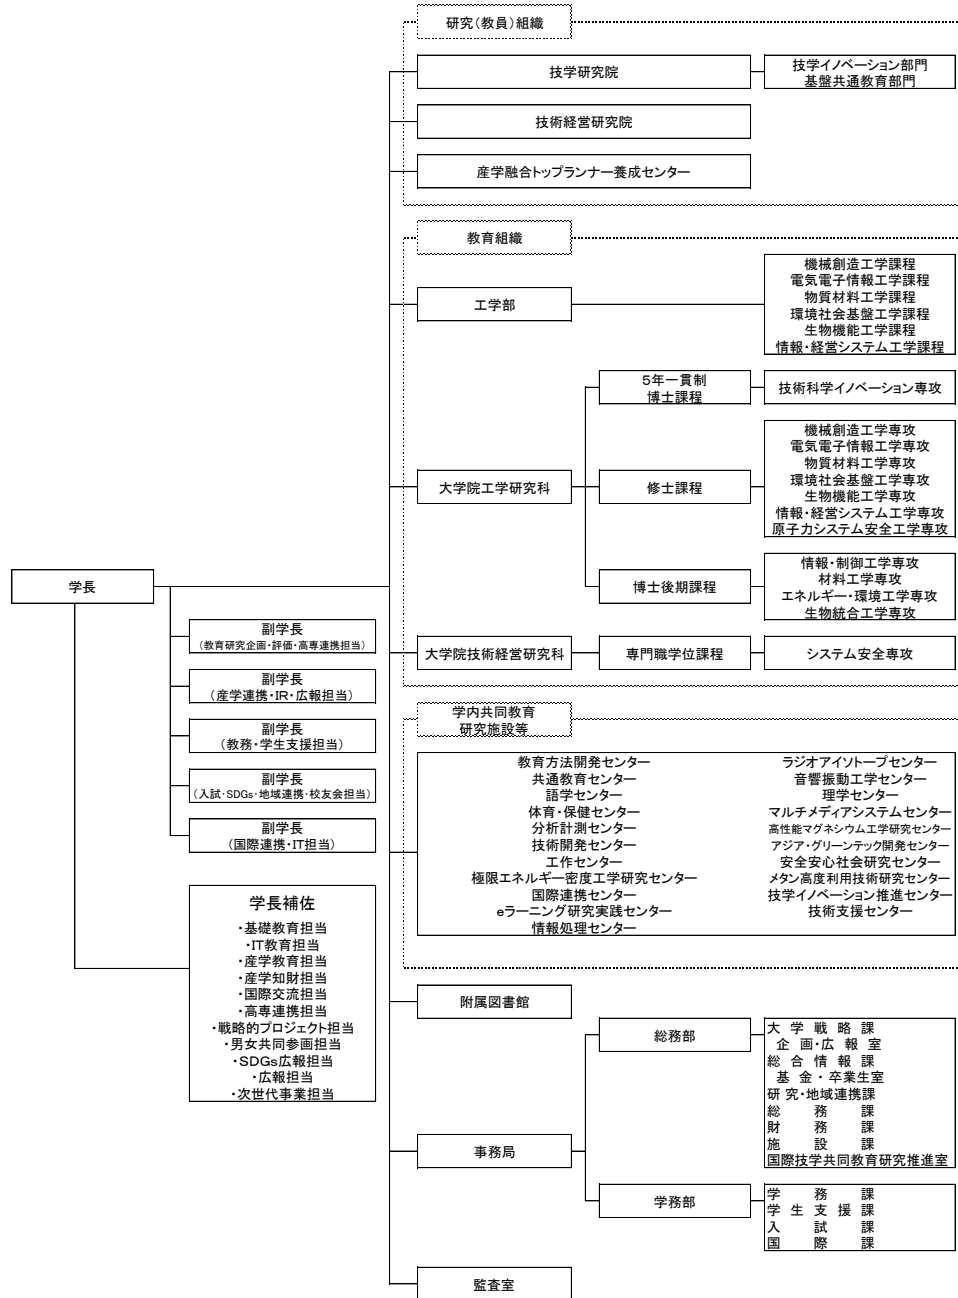 研究(教員)組織
技学研究院
技学イノベーション部門
基盤共通教育部門
技術経営研究院
産学融合トップランナー養成センター
教育組織
工学部
機械創造工学課程
電気電子情報工学課程
物質材料工学課程
環境社会基盤工学課程
生物機能工学課程
情報・経営システム工学課程
大学院工学研究科
5年一貫制
博士課程
技術科学イノベーション専攻
修士課程
機械創造工学専攻
電気電子情報工学専攻
物質材料工学専攻
環境社会基盤工学専攻
生物機能工学専攻
情報・経営システム工学専攻
原子力システム安全工学専攻
博士後期課程
情報・制御工学専攻
材料工学専攻
エネルギー・環境工学専攻
生物統合工学専攻
大学院技術経営研究科
専門職学位課程
システム安全専攻
学長
副学長
(教育研究企画・評価・高専連携担当)
副学長
(産学連携・IR・広報担当)
副学長
(教務・学生支援担当)
副学長
(入試・SDGs・地域連携・校友会担当)
副学長
(国際連携・IT担当)
学長補佐
・基礎教育担当
・IT教育担当
・産学教育担当
・産学知財担当
・国際交流担当
・高専連携担当
・戦略的プロジェクト担当
・男女共同参画担当
・SDGs広報担当
・広報担当
・次世代事業担当
学内共同教育
研究施設等
教育方法開発センター
共通教育センター
語学センター
体育・保健センター
分析計測センター
技術開発センター
工作センター
極限エネルギー密度工学研究センター
国際連携センター
eラーニング研究実践センター
情報処理センター
ラジオアイソトープセンター
音響振動工学センター
理学センター
マルチメディアシステムセンター
高性能マグネシウム工学研究センター
アジア・グリーンテック開発センター
安全安心社会研究センター
メタン高度利用技術研究センター
技学イノベーション推進センター
技術支援センター
附属図書館
事務局
総務部
大学戦略課
企画・広報室
総合情報課
基金・卒業生室
研究・地域連携課
総務課
財務課
施設課
国際技学共同教育研究推進室
学務部
学務課
学生支援課
入試課
国際課
監査室